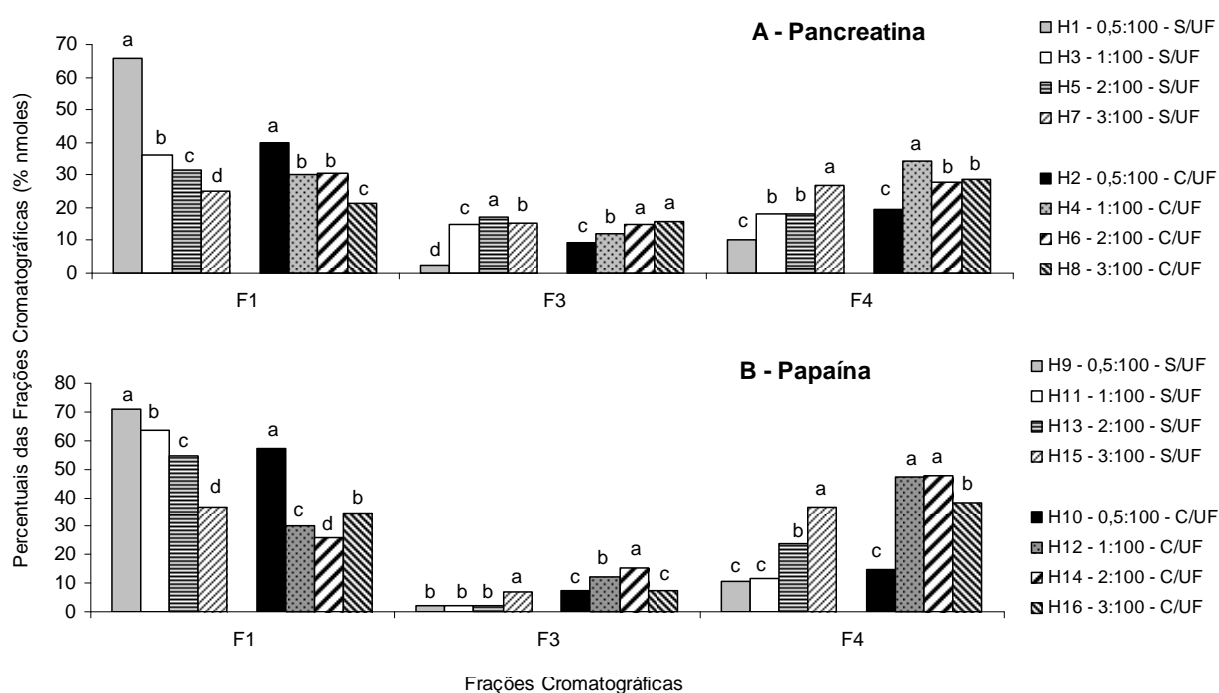 A - Pancreatina
Percentuais das Frações Cromatográficas (% nmoles)
70
60
50
40
30
20
10
0
a
b
c
d
a
b
b
c
d
c
a
b
c
b
a
a
c
b
b
a
c
a
b
b
F1
F3
F4
H1 - 0,5:100 - S/UF
H3 - 1:100 - S/UF
H5 - 2:100 - S/UF
H7 - 3:100 - S/UF
H2 - 0,5:100 - C/UF
H4 - 1:100 - C/UF
H6 - 2:100 - C/UF
H8 - 3:100 - C/UF
B - Papaína
80
70
60
50
40
30
20
10
0
a
b
c
d
a
c
d
b
b
b
b
a
c
b
a
c
c
c
b
a
c
a
a
b
F1
F3
F4
H9 - 0,5:100 - S/UF
H11 - 1:100 - S/UF
H13 - 2:100 - S/UF
H15 - 3:100 - S/UF
H10 - 0,5:100 - C/UF
H12 - 1:100 - C/UF
H14 - 2:100 - C/UF
H16 - 3:100 - C/UF
Frações Cromatográficas